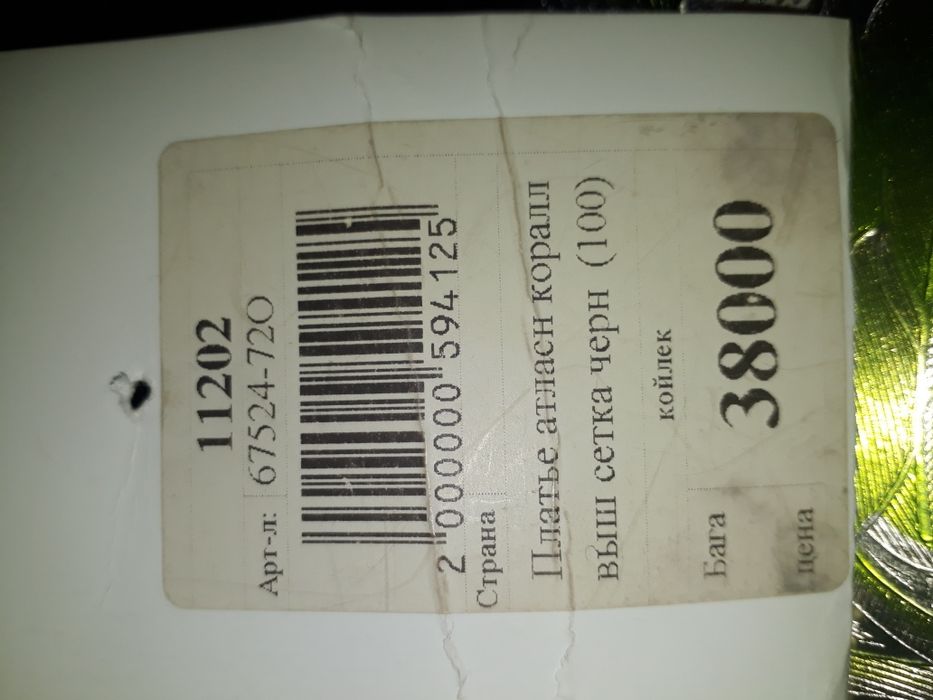 11202
Арт-л: 67524-72О
2 000000 594125
Страна
Платье атласн коралл
выш сетка черн (100)
койлек
Бага 38000
цена